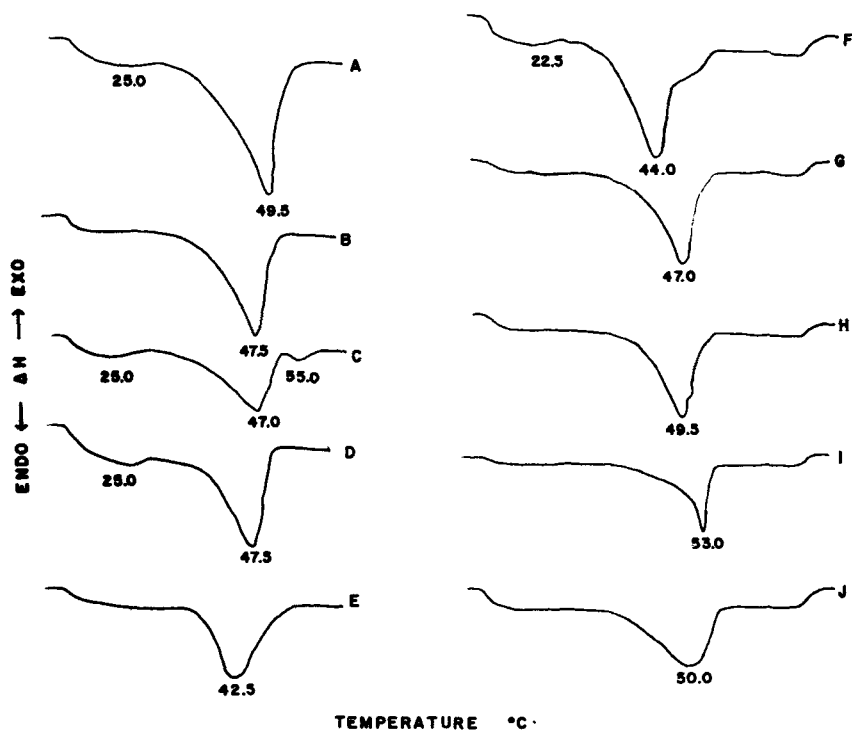 A
25.0
49.5
B
47.5
C
25.0
55.0
47.0
D
25.0
47.5
E
42.5
F
22.5
44.0
G
47.0
H
49.5
I
53.0
J
50.0
ENDO ← ΔH → EXO
TEMPERATURE °C.